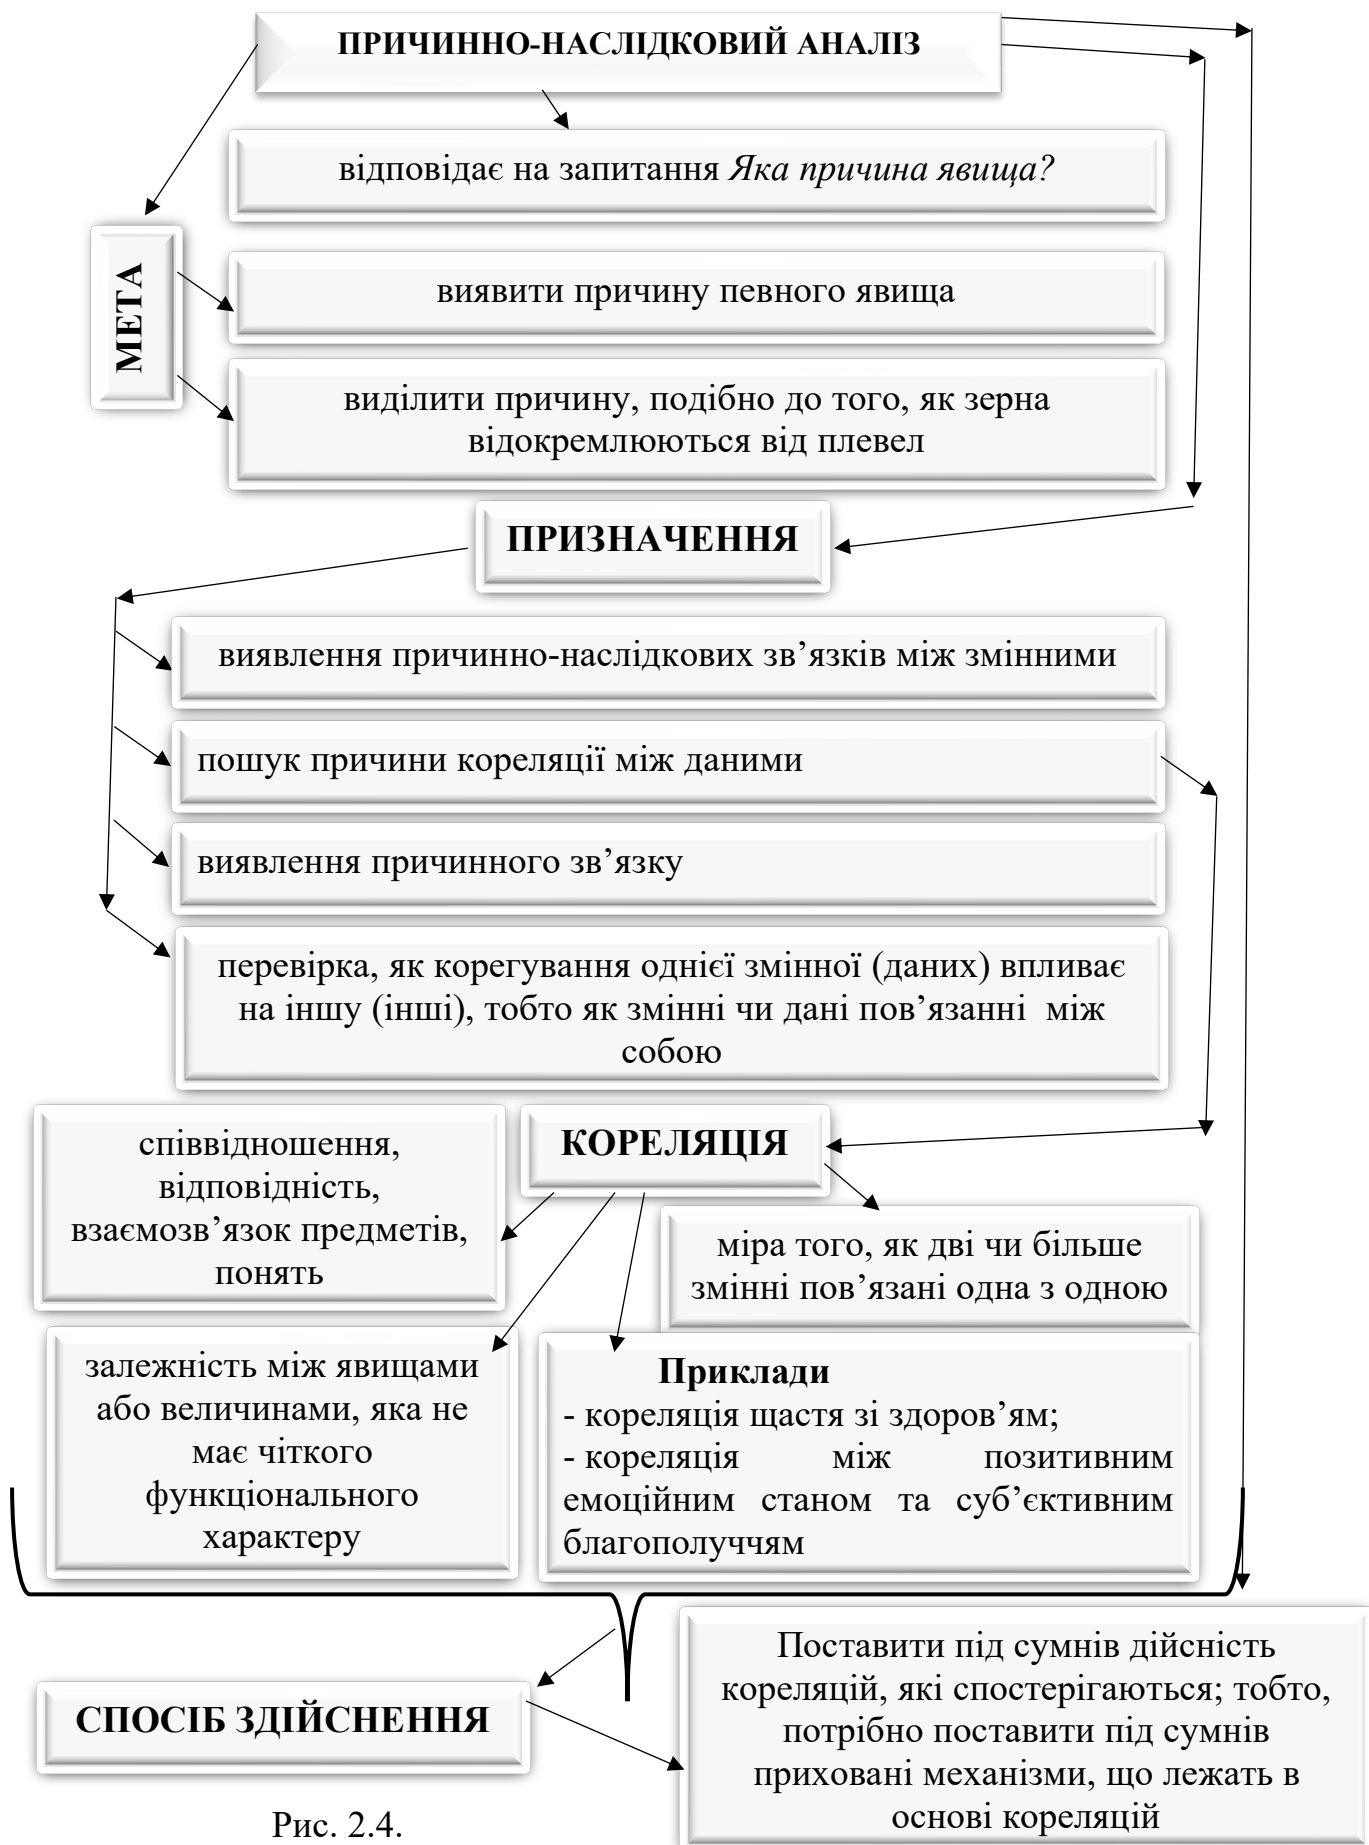 ПРИЧИННО-НАСЛІДКОВИЙ АНАЛІЗ
відповідає на запитання Яка причина явища?
МЕТА
виявити причину певного явища
виділити причину, подібно до того, як зерна
відокремлюються від плевел
ПРИЗНАЧЕННЯ
виявлення причинно-наслідкових зв’язків між змінними
пошук причини кореляції між даними
виявлення причинного зв’язку
перевірка, як корегування однієї змінної (даних) впливає
на іншу (інші), тобто як змінні чи дані пов’язанні між
собою
КОРЕЛЯЦІЯ
співвідношення,
відповідність,
взаємозв’язок предметів,
понять
міра того, як дві чи більше
змінні пов’язані одна з одною
залежність між явищами
або величинами, яка не
має чіткого
функціонального
характеру
Приклади
- кореляція щастя зі здоров’ям;
- кореляція між позитивним
емоційним станом та суб’єктивним
благополуччям
СПОСІБ ЗДІЙСНЕННЯ
Поставити під сумнів дійсність
кореляцій, які спостерігаються; тобто,
потрібно поставити під сумнів
приховані механізми, що лежать в
основі кореляцій
Рис. 2.4.